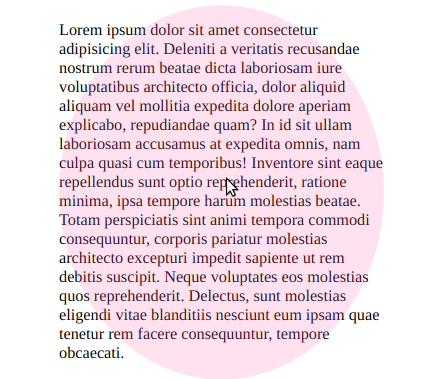 Lorem ipsum dolor sit amet consectetur
adipisicing elit. Deleniti a veritatis recusandae
nostrum rerum beatae dicta laboriosam iure
voluptatibus architecto officia, dolor aliquid
aliquam vel mollitia expedita dolore aperiam
explicabo, repudiandae quam? In id sit ullam
laboriosam accusamus at expedita omnis, nam
culpa quasi cum temporibus! Inventore sint eaque
repellendus sunt optio reprehenderit, ratione
minima, ipsa tempore harum molestias beatae.
Totam perspiciatis sint animi tempora commodi
consequuntur, corporis pariatur molestias
architecto excepturi impedit sapiente ut rem
debitis suscipit. Neque voluptates eos molestias
quos reprehenderit. Delectus, sunt molestias
eligendi vitae blanditiis nesciunt eum ipsam quae
tenetur rem facere consequuntur, tempore
obcaecati.